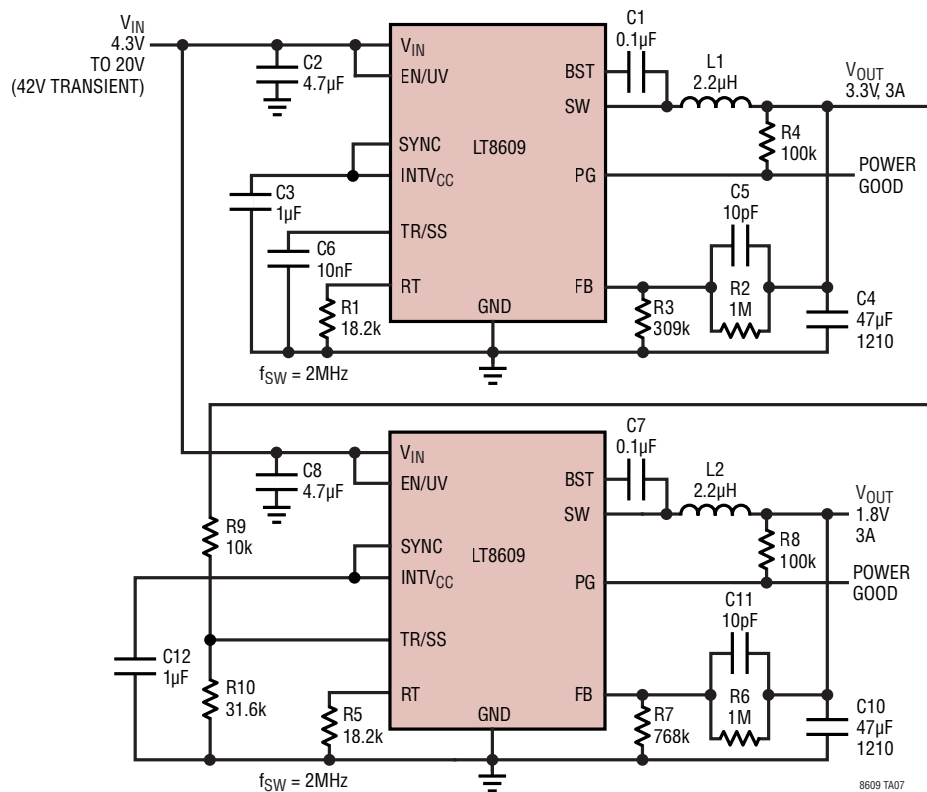 VIN
4.3V
TO 20V
(42V TRANSIENT)
C2
4.7µF
VIN
EN/UV
SYNC
INTVCC
TR/SS
RT
LT8609
GND
BST
SW
PG
FB
C1
0.1µF
L1
2.2µH
VOUT
3.3V, 3A
R4
100k
POWER
GOOD
C5
10pF
R2
1M
R3
309k
C4
47µF
1210
C3
1µF
C6
10nF
R1
18.2k
fSW = 2MHz
C8
4.7µF
R9
10k
VIN
EN/UV
SYNC
INTVCC
TR/SS
RT
LT8609
GND
BST
SW
PG
FB
C7
0.1µF
L2
2.2µH
VOUT
1.8V
3A
R8
100k
POWER
GOOD
C11
10pF
R6
1M
R7
768k
C10
47µF
1210
C12
1µF
R10
31.6k
R5
18.2k
fSW = 2MHz
8609 TA07